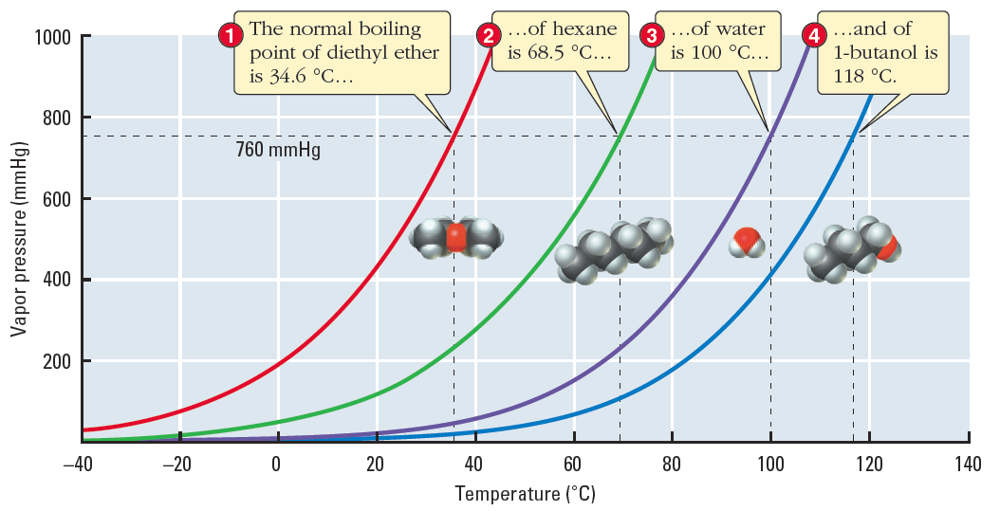 1 The normal boiling
point of diethyl ether
is 34.6 °C…
2 …of hexane
is 68.5 °C…
3 …of water
is 100 °C…
4 …and of
1-butanol is
118 °C.
Vapor pressure (mmHg)
1000
800
600
400
200
760 mmHg
–40 –20 0 20 40 60 80 100 120 140
Temperature (°C)